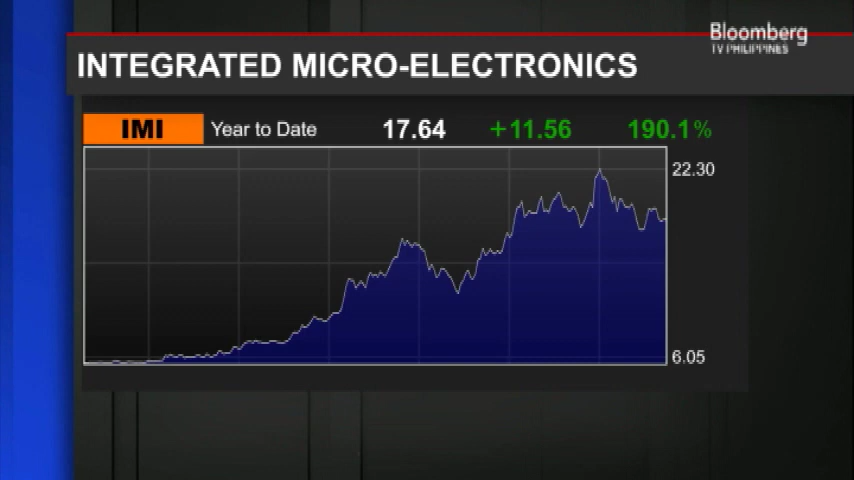 Bloomberg
TV PHILIPPINES
INTEGRATED MICRO-ELECTRONICS
IMI Year to Date 17.64 +11.56 190.1%
22.30
6.05